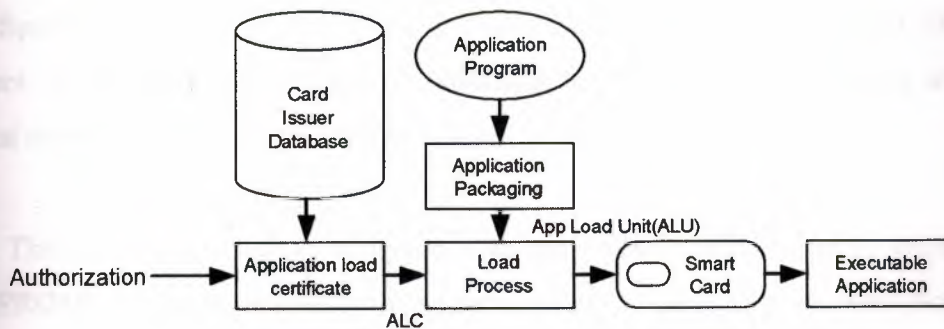 Card
Issuer
Database
Application
Program
Application
Packaging
App Load Unit(ALU)
Authorization
Application load
certificate
ALC
Load
Process
Smart
Card
Executable
Application